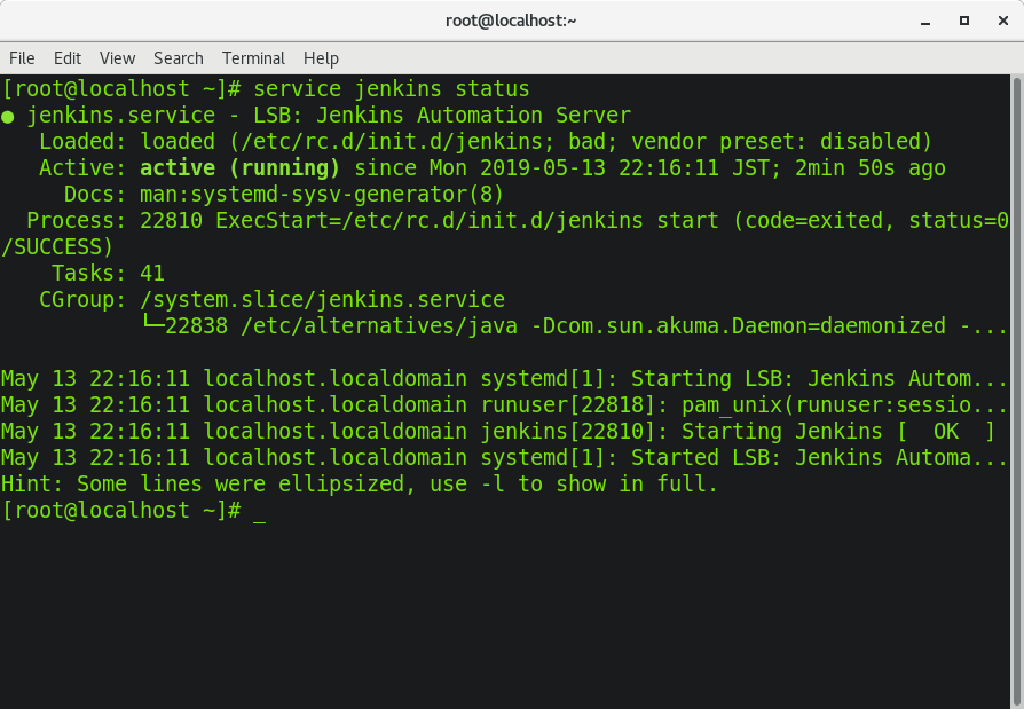 root@localhost:~
File Edit View Search Terminal Help
[root@localhost ~]# service jenkins status
● jenkins.service - LSB: Jenkins Automation Server
   Loaded: loaded (/etc/rc.d/init.d/jenkins; bad; vendor preset: disabled)
   Active: active (running) since Mon 2019-05-13 22:16:11 JST; 2min 50s ago
     Docs: man:systemd-sysv-generator(8)
  Process: 22810 ExecStart=/etc/rc.d/init.d/jenkins start (code=exited, status=0
/SUCCESS)
    Tasks: 41
   CGroup: /system.slice/jenkins.service
           └─22838 /etc/alternatives/java -Dcom.sun.akuma.Daemon=daemonized -...
May 13 22:16:11 localhost.localdomain systemd[1]: Starting LSB: Jenkins Autom...
May 13 22:16:11 localhost.localdomain runuser[22818]: pam_unix(runuser:sessio...
May 13 22:16:11 localhost.localdomain jenkins[22810]: Starting Jenkins [  OK  ]
May 13 22:16:11 localhost.localdomain systemd[1]: Started LSB: Jenkins Automa...
Hint: Some lines were ellipsized, use -l to show in full.
[root@localhost ~]# _